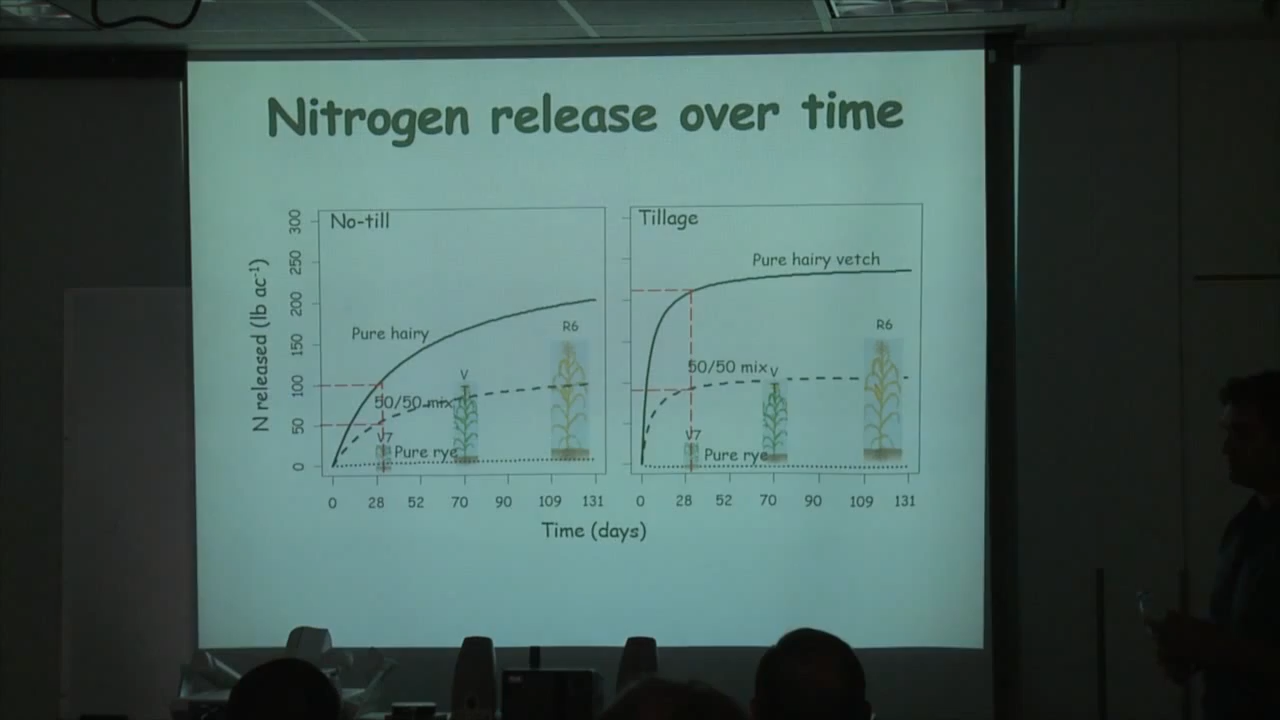 Nitrogen release over time
No-till
Tillage
N released (lb ac-1)
300
250
200
150
100
50
0
Pure hairy
50/50 mix
Pure rye
V7
V
R6
0 28 52 70 90 109 131
Pure hairy vetch
50/50 mix
Pure rye
V7
V
R6
0 28 52 70 90 109 131
Time (days)